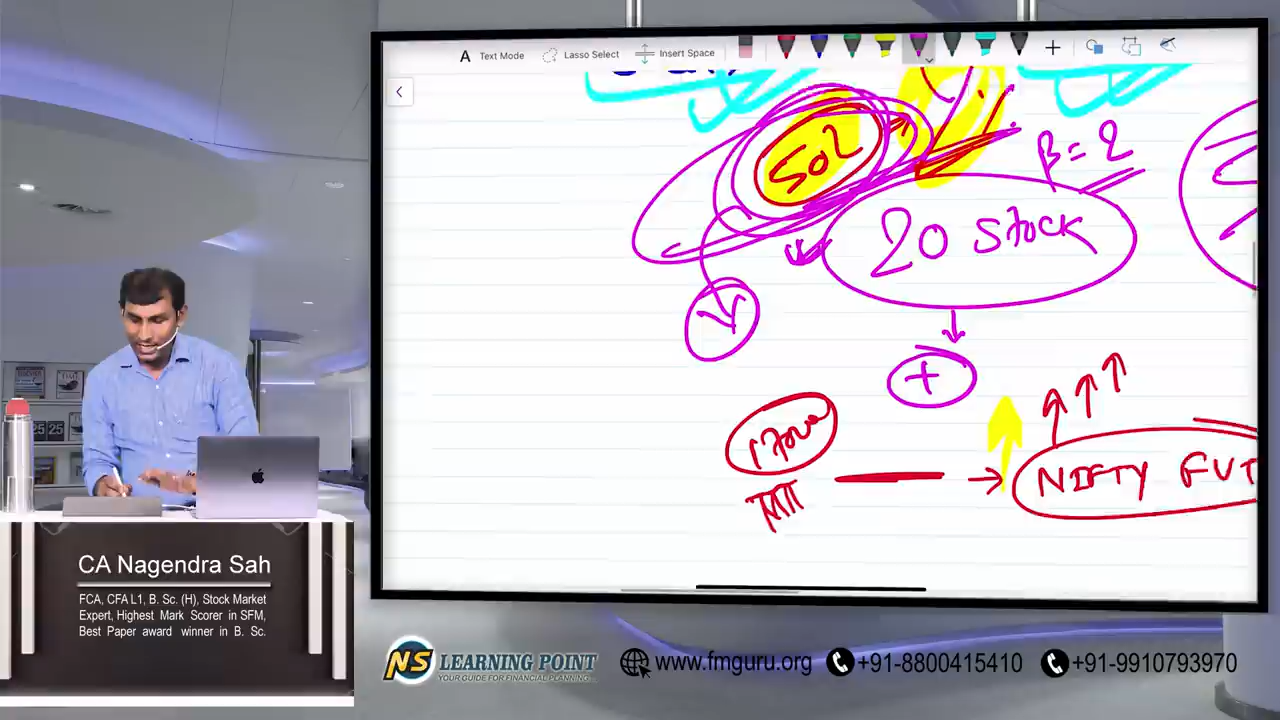 A Text Mode Lasso Select Insert Space
β = 2
20 Stock
+
NIFTY FUT
25 25
CA Nagendra Sah
FCA, CFA L1, B. Sc. (H), Stock Market
Expert, Highest Mark Scorer in SFM,
Best Paper award winner in B. Sc.
NS LEARNING POINT
YOUR GUIDE FOR FINANCIAL PLANNING...
www.fmguru.org
+91-8800415410
+91-9910793970